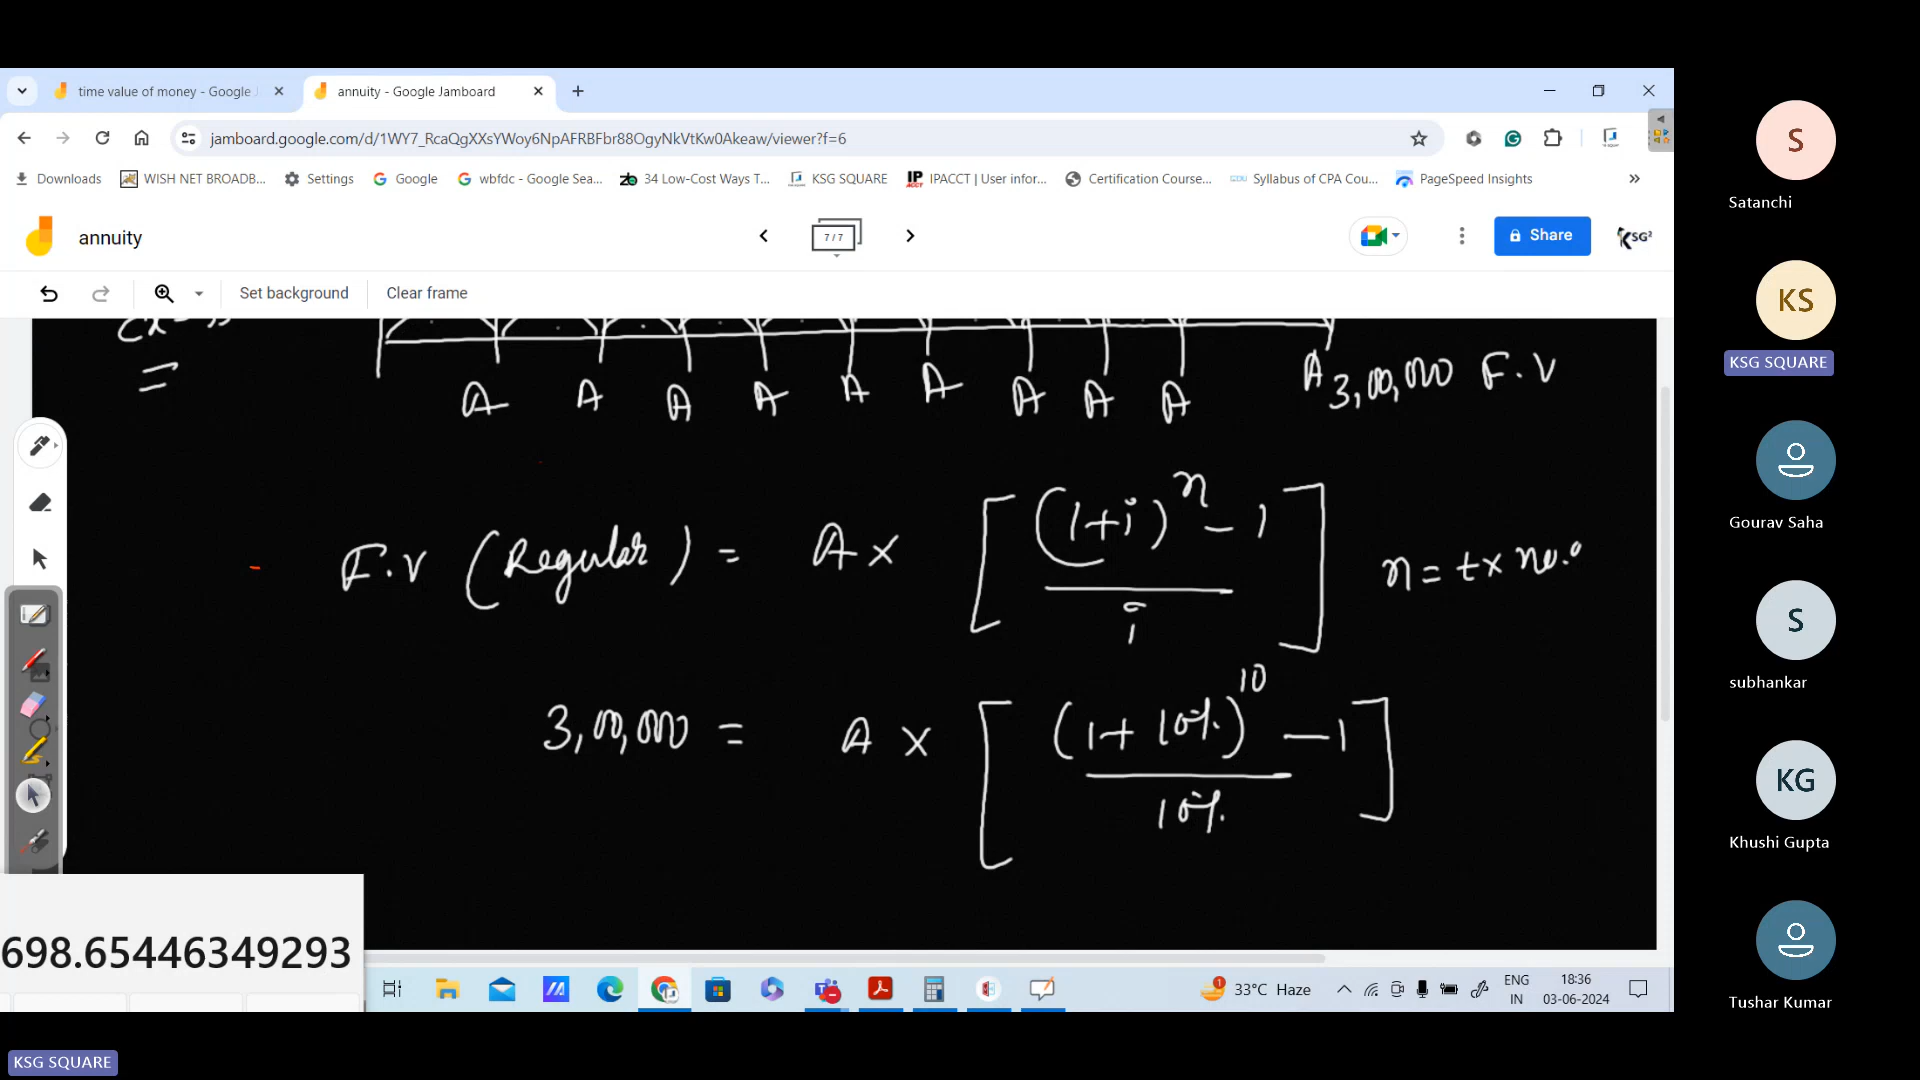 time value of money - Google J
annuity - Google Jamboard
jamboard.google.com/d/1WY7_RcaQgXXsYWoy6NpAFRBFbr88OgyNkVtKw0Akeaw/viewer?f=6
Downloads
WISH NET BROADB...
Settings
Google
wbfdc - Google Sea...
34 Low-Cost Ways T...
KSG SQUARE
IPACCT | User infor...
Certification Course...
Syllabus of CPA Cou...
PageSpeed Insights
annuity
7 / 7
Share
KSG²
Set background
Clear frame
A A A A A A A A A A 3,00,000 F.V
F.V (Regular) = A × [ (1+i)^n - 1 / i ] n = t × no.o
3,00,000 = A × [ (1+ 10%)^10 - 1 / 10% ]
698.65446349293
33°C Haze
ENG
IN
18:36
03-06-2024
S
Satanchi
KS
KSG SQUARE
Gourav Saha
S
subhankar
KG
Khushi Gupta
Tushar Kumar
KSG SQUARE